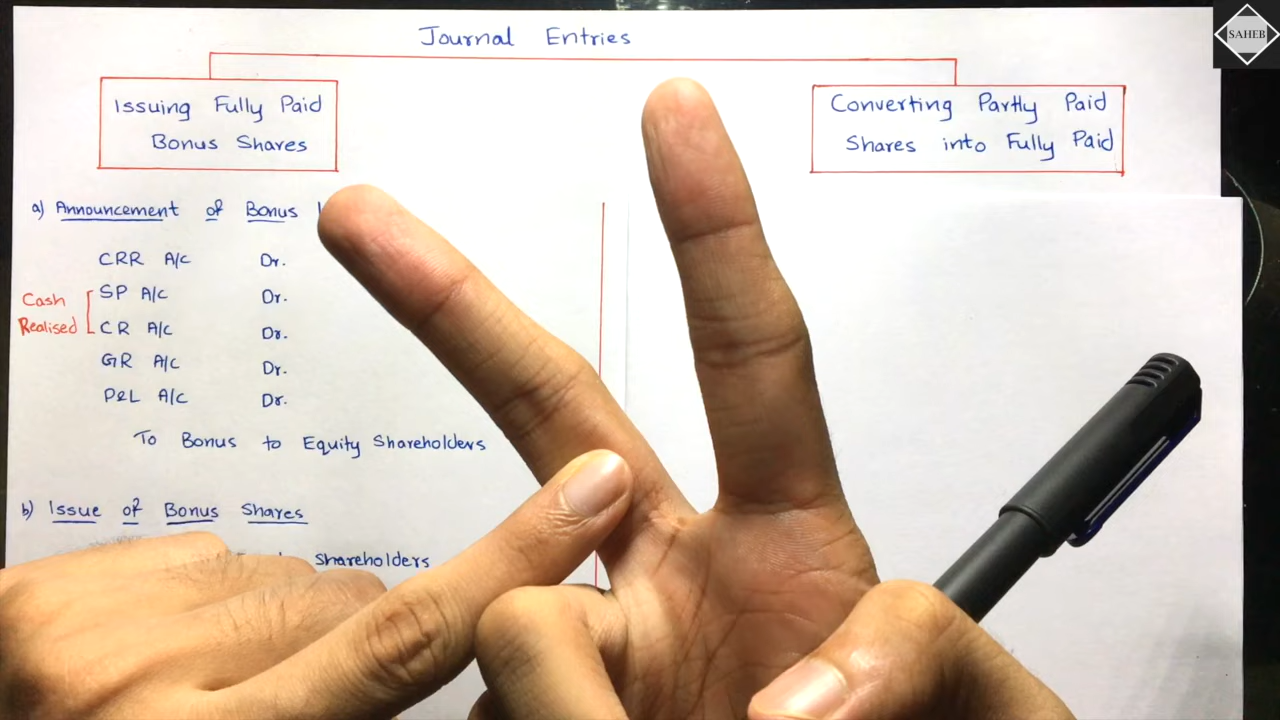 Journal Entries
Issuing Fully Paid
Bonus Shares
Converting Partly Paid
Shares into Fully Paid
a) Announcement of Bonus
CRR A/c Dr.
SP A/c Dr.
CR A/c Dr.
GR A/c Dr.
P&L A/c Dr.
Cash
Realised
To Bonus to Equity Shareholders
b) Issue of Bonus Shares
Shareholders
SAHEB